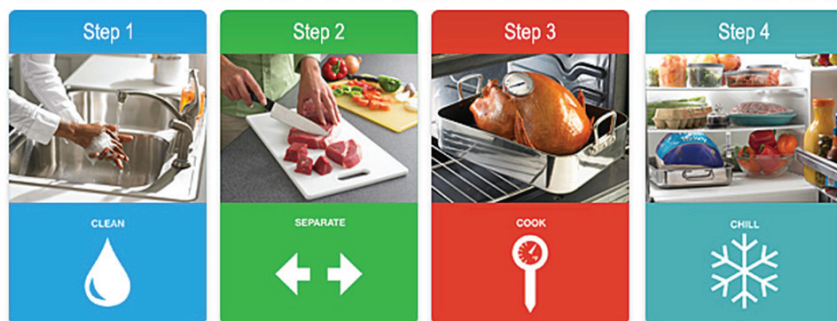 Step 1
Step 2
Step 3
Step 4
CLEAN
SEPARATE
COOK
CHILL